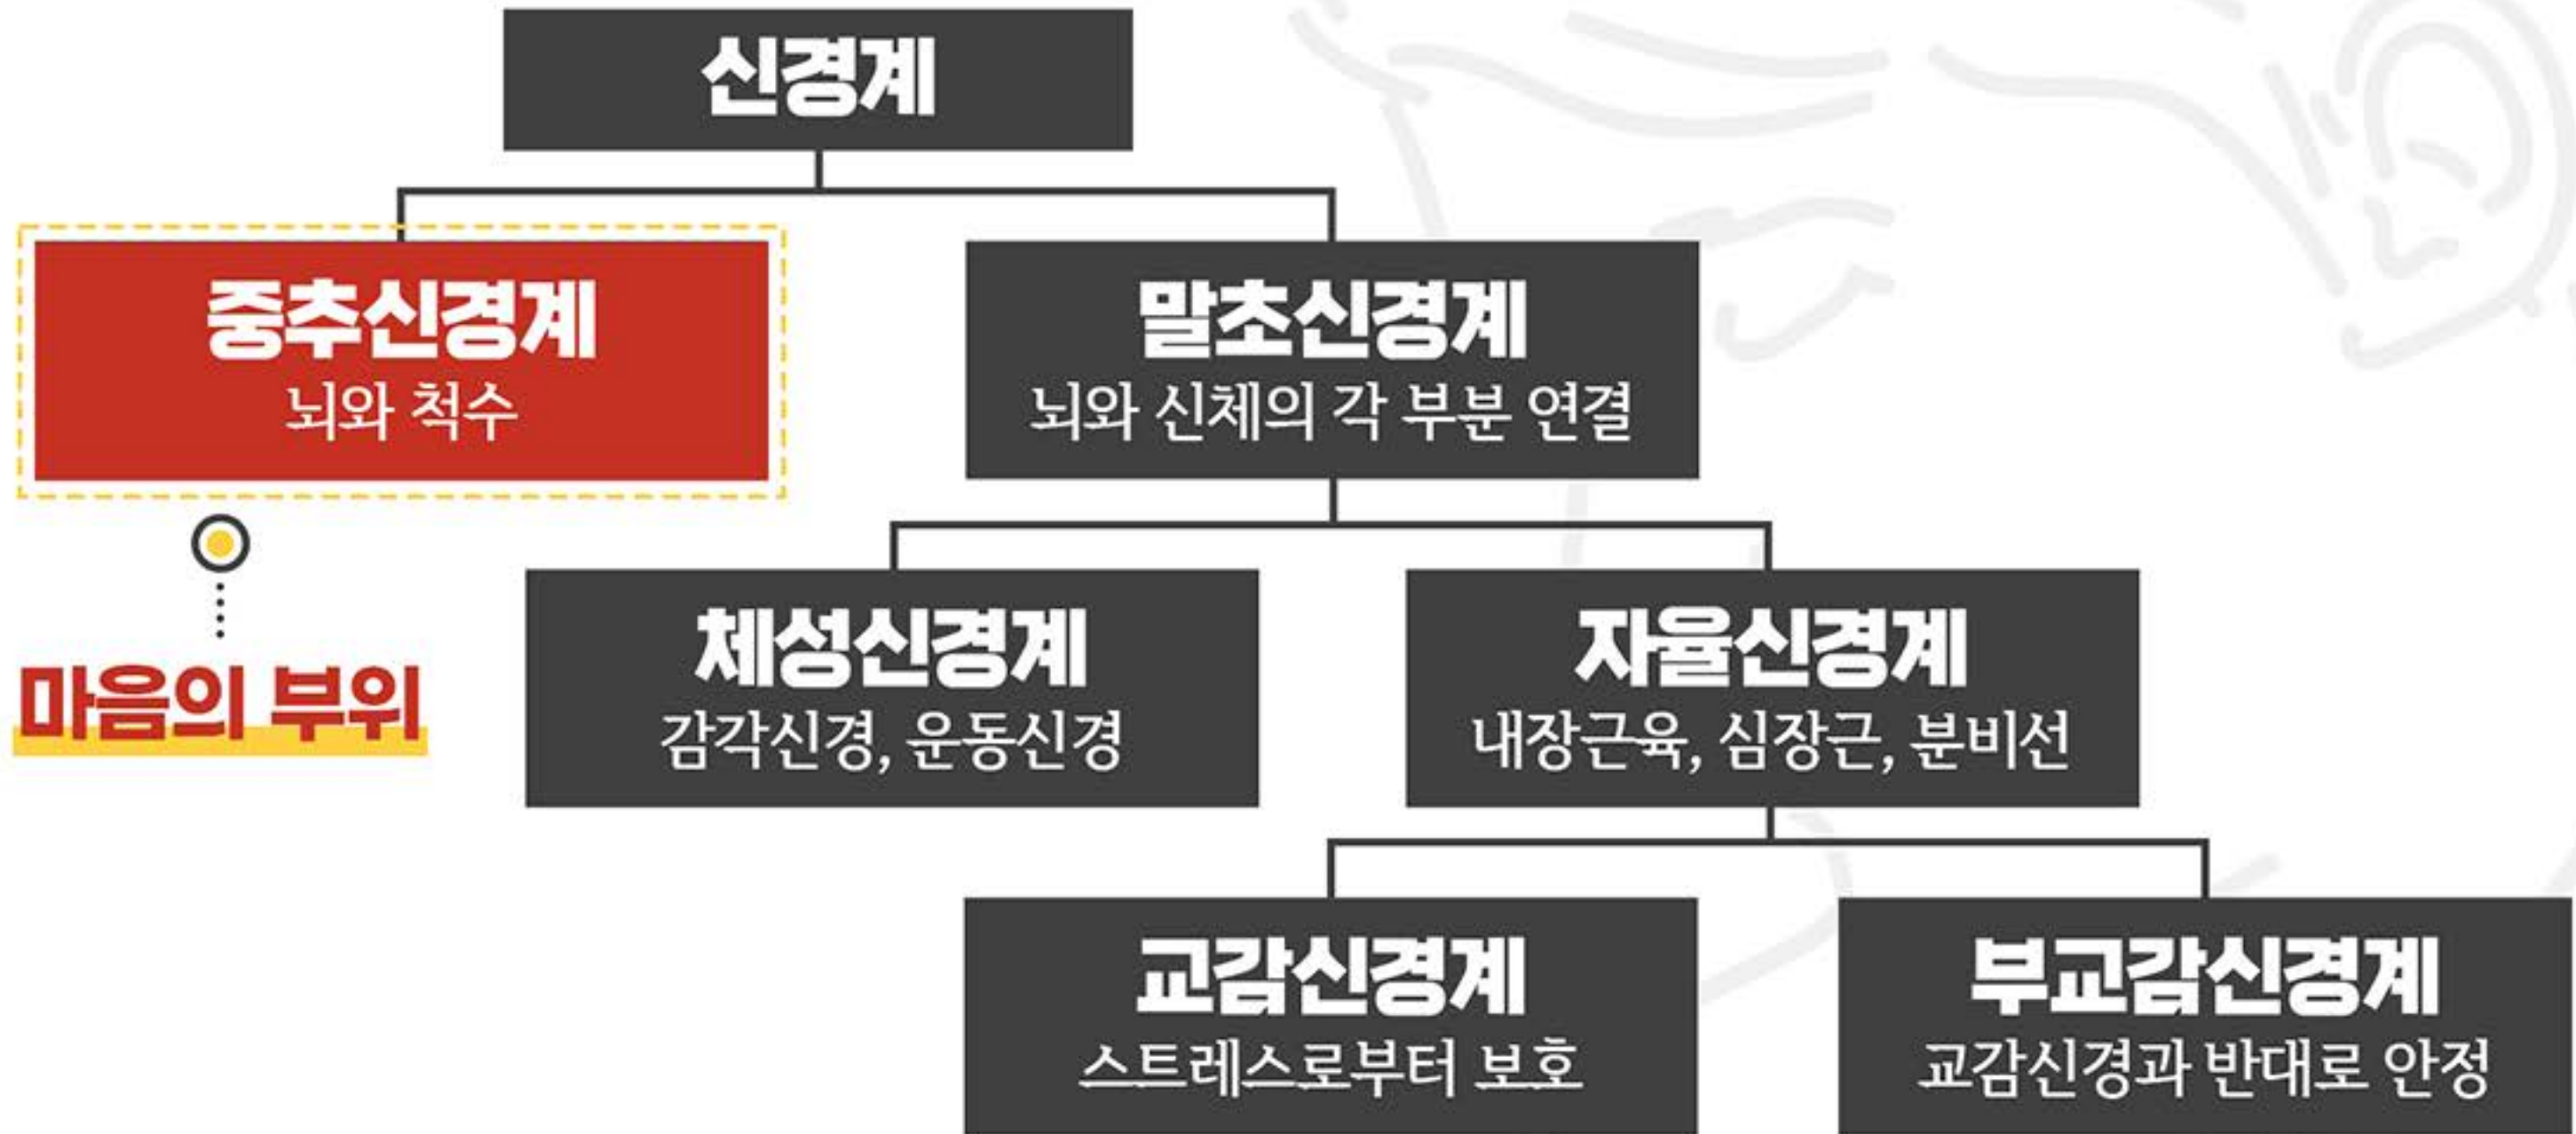 신경계
중추신경계
뇌와 척수
말초신경계
뇌와 신체의 각 부분 연결
마음의 부위
체성신경계
감각신경, 운동신경
자율신경계
내장근육, 심장근, 분비선
교감신경계
스트레스로부터 보호
부교감신경계
교감신경과 반대로 안정